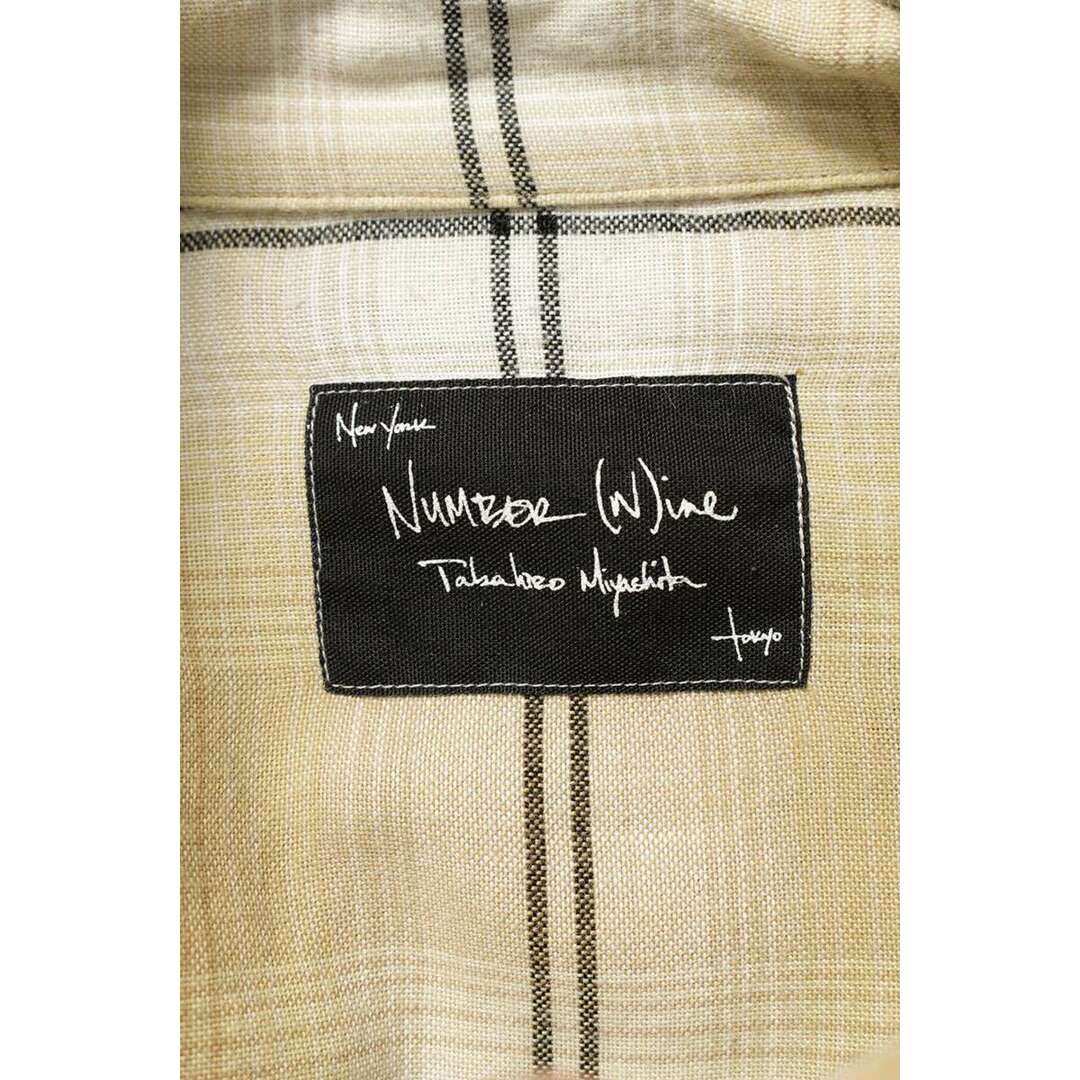 New York
NUMBER (N)ine
Takahiro Miyashita
tokyo